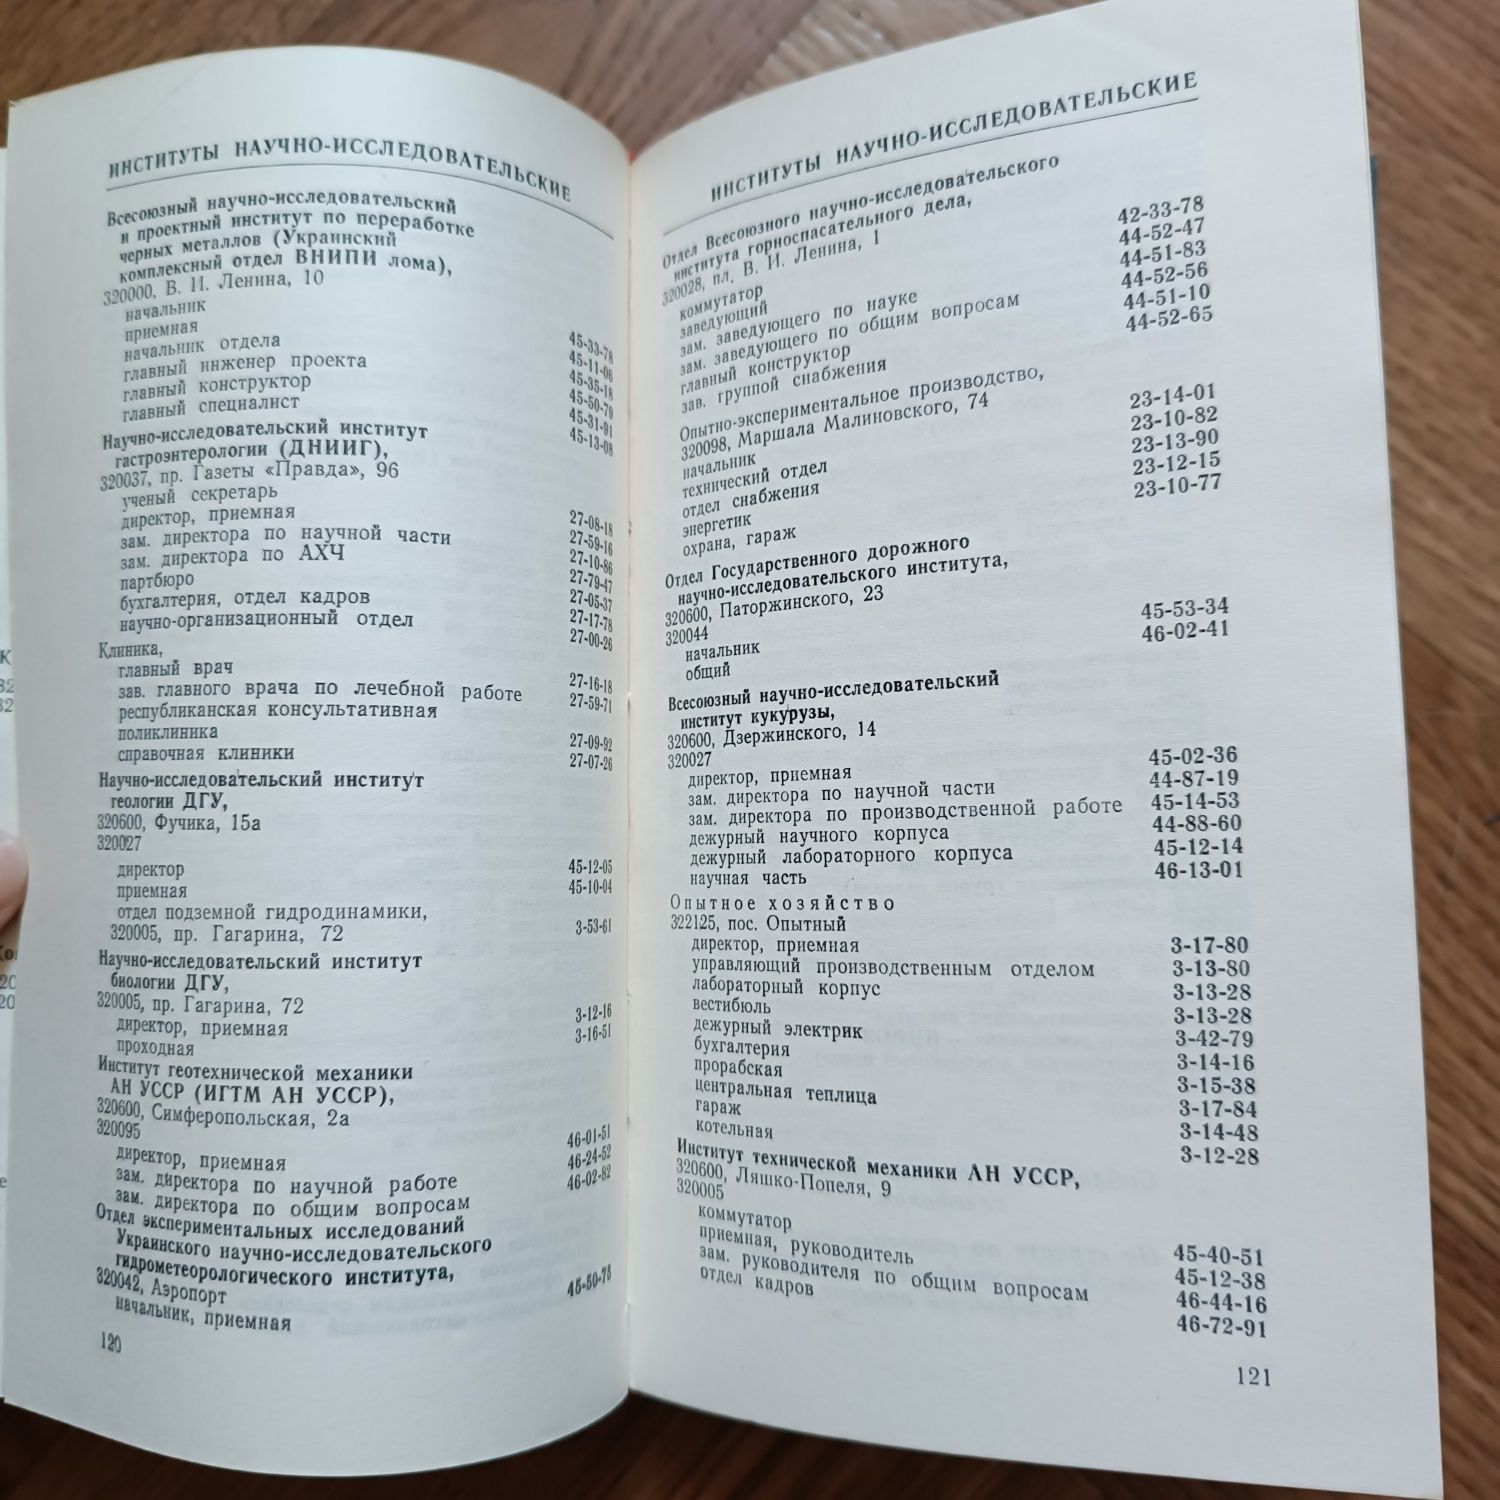 ИНСТИТУТЫ НАУЧНО-ИССЛЕДОВАТЕЛЬСКИЕ
Всесоюзный научно-исследовательский
и проектный институт по переработке
черных металлов (Украинский
комплексный отдел ВНИПИ лома),
320000, В. И. Ленина, 10
начальник 45-33-78
приемная 45-11-06
начальник отдела 45-35-18
главный инженер проекта 45-50-79
главный конструктор 45-31-91
главный специалист 45-13-08
Научно-исследовательский институт
гастроэнтерологии (ДНИИГ),
320037, пр. Газеты «Правда», 96
ученый секретарь 27-08-18
директор, приемная 27-59-16
зам. директора по научной части 27-10-86
зам. директора по АХЧ 27-79-47
партбюро 27-05-37
бухгалтерия, отдел кадров 27-17-78
научно-организационный отдел 27-00-26
Клиника,
главный врач 27-16-18
зав. главного врача по лечебной работе 27-59-71
республиканская консультативная
поликлиника 27-09-92
справочная клиники 27-07-26
Научно-исследовательский институт
геологии ДГУ,
320600, Фучика, 15а
320027
директор 45-12-05
приемная 45-10-04
отдел подземной гидродинамики,
320005, пр. Гагарина, 72 3-53-61
Научно-исследовательский институт
биологии ДГУ,
320005, пр. Гагарина, 72
директор, приемная 3-12-16
проходная 3-16-51
Институт геотехнической механики
АН УССР (ИГТМ АН УССР),
320600, Симферопольская, 2а
320095
директор, приемная 46-01-51
зам. директора по научной работе 46-24-52
зам. директора по общим вопросам 46-02-82
Отдел экспериментальных исследований
Украинского научно-исследовательского
гидрометеорологического института,
320042, Аэропорт
начальник, приемная 45-50-75
120
ИНСТИТУТЫ НАУЧНО-ИССЛЕДОВАТЕЛЬСКИЕ
Отдел Всесоюзного научно-исследовательского
института горноспасательного дела,
320028, пл. В. И. Ленина, 1
коммутатор 42-33-78
заведующий 44-52-47
зам. заведующего по науке 44-51-83
зам. заведующего по общим вопросам 44-52-56
главный конструктор 44-51-10
зав. группой снабжения 44-52-65
Опытно-экспериментальное производство,
320098, Маршала Малиновского, 74
начальник 23-14-01
технический отдел 23-10-82
отдел снабжения 23-13-90
энергетик 23-12-15
охрана, гараж 23-10-77
Отдел Государственного дорожного
научно-исследовательского института,
320600, Паторжинского, 23
320044
начальник 45-53-34
общий 46-02-41
Всесоюзный научно-исследовательский
институт кукурузы,
320600, Дзержинского, 14
320027
директор, приемная 45-02-36
зам. директора по научной части 44-87-19
зам. директора по производственной работе 45-14-53
дежурный научного корпуса 44-88-60
дежурный лабораторного корпуса 45-12-14
научная часть 46-13-01
Опытное хозяйство
322125, пос. Опытный
директор, приемная 3-17-80
управляющий производственным отделом 3-13-80
лабораторный корпус 3-13-28
вестибюль 3-13-28
дежурный электрик 3-42-79
бухгалтерия 3-14-16
прорабская 3-15-38
центральная теплица 3-17-84
гараж 3-14-48
котельная 3-12-28
Институт технической механики АН УССР,
320600, Ляшко-Попеля, 9
320005
коммутатор 45-40-51
приемная, руководитель 45-12-38
зам. руководителя по общим вопросам 46-44-16
отдел кадров 46-72-91
121